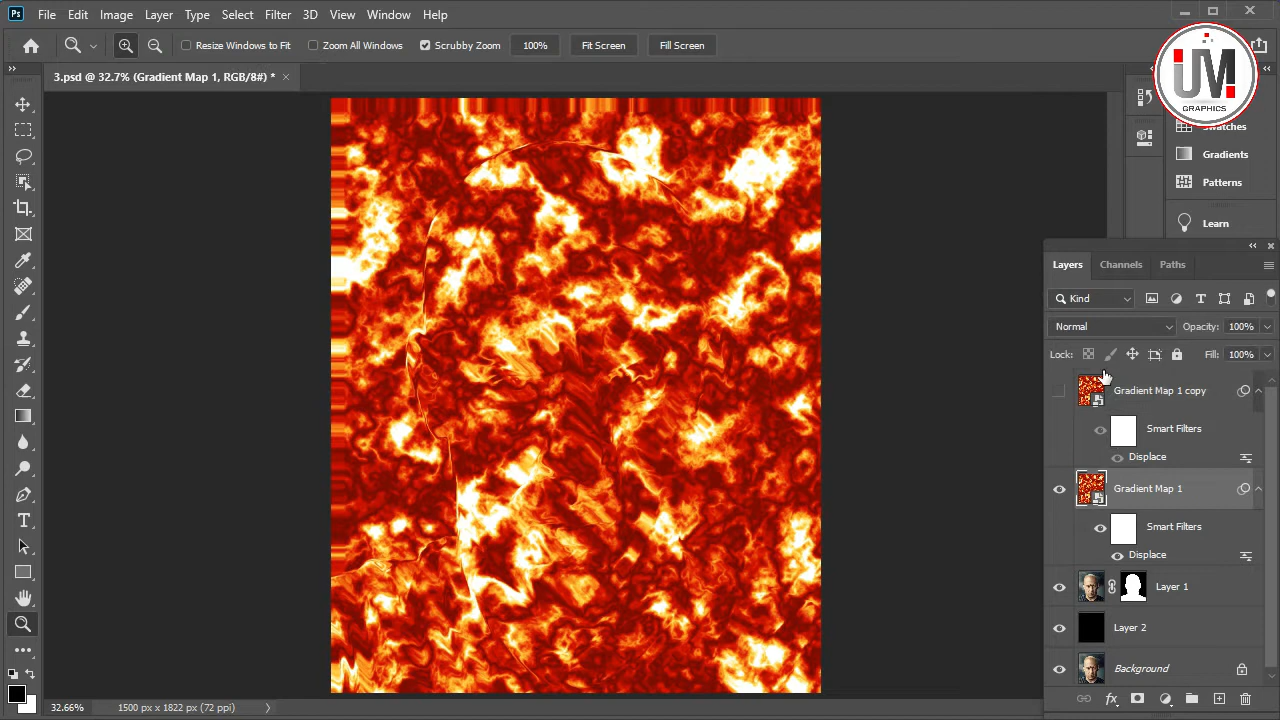 Ps File Edit Image Layer Type Select Filter 3D View Window Help
Resize Windows to Fit Zoom All Windows Scrubby Zoom 100% Fit Screen Fill Screen
3.psd @ 32.7% (Gradient Map 1, RGB/8#) *
UM
GRAPHICS
Swatches
Gradients
Patterns
Learn
Layers Channels Paths
Kind
Normal Opacity: 100%
Lock: Fill: 100%
Gradient Map 1 copy
Smart Filters
Displace
Gradient Map 1
Smart Filters
Displace
Layer 1
Layer 2
Background
32.66% 1500 px x 1822 px (72 ppi)